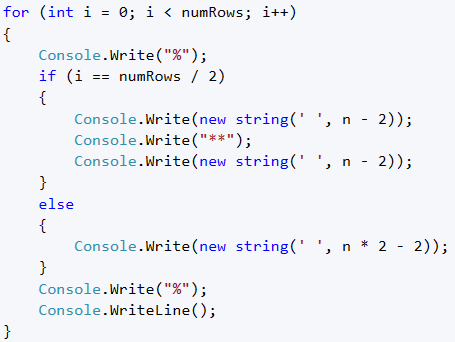 for (int i = 0; i < numRows; i++)
{
    Console.Write("%");
    if (i == numRows / 2)
    {
        Console.Write(new string(' ', n - 2));
        Console.Write("**");
        Console.Write(new string(' ', n - 2));
    }
    else
    {
        Console.Write(new string(' ', n * 2 - 2));
    }
    Console.Write("%");
    Console.WriteLine();
}